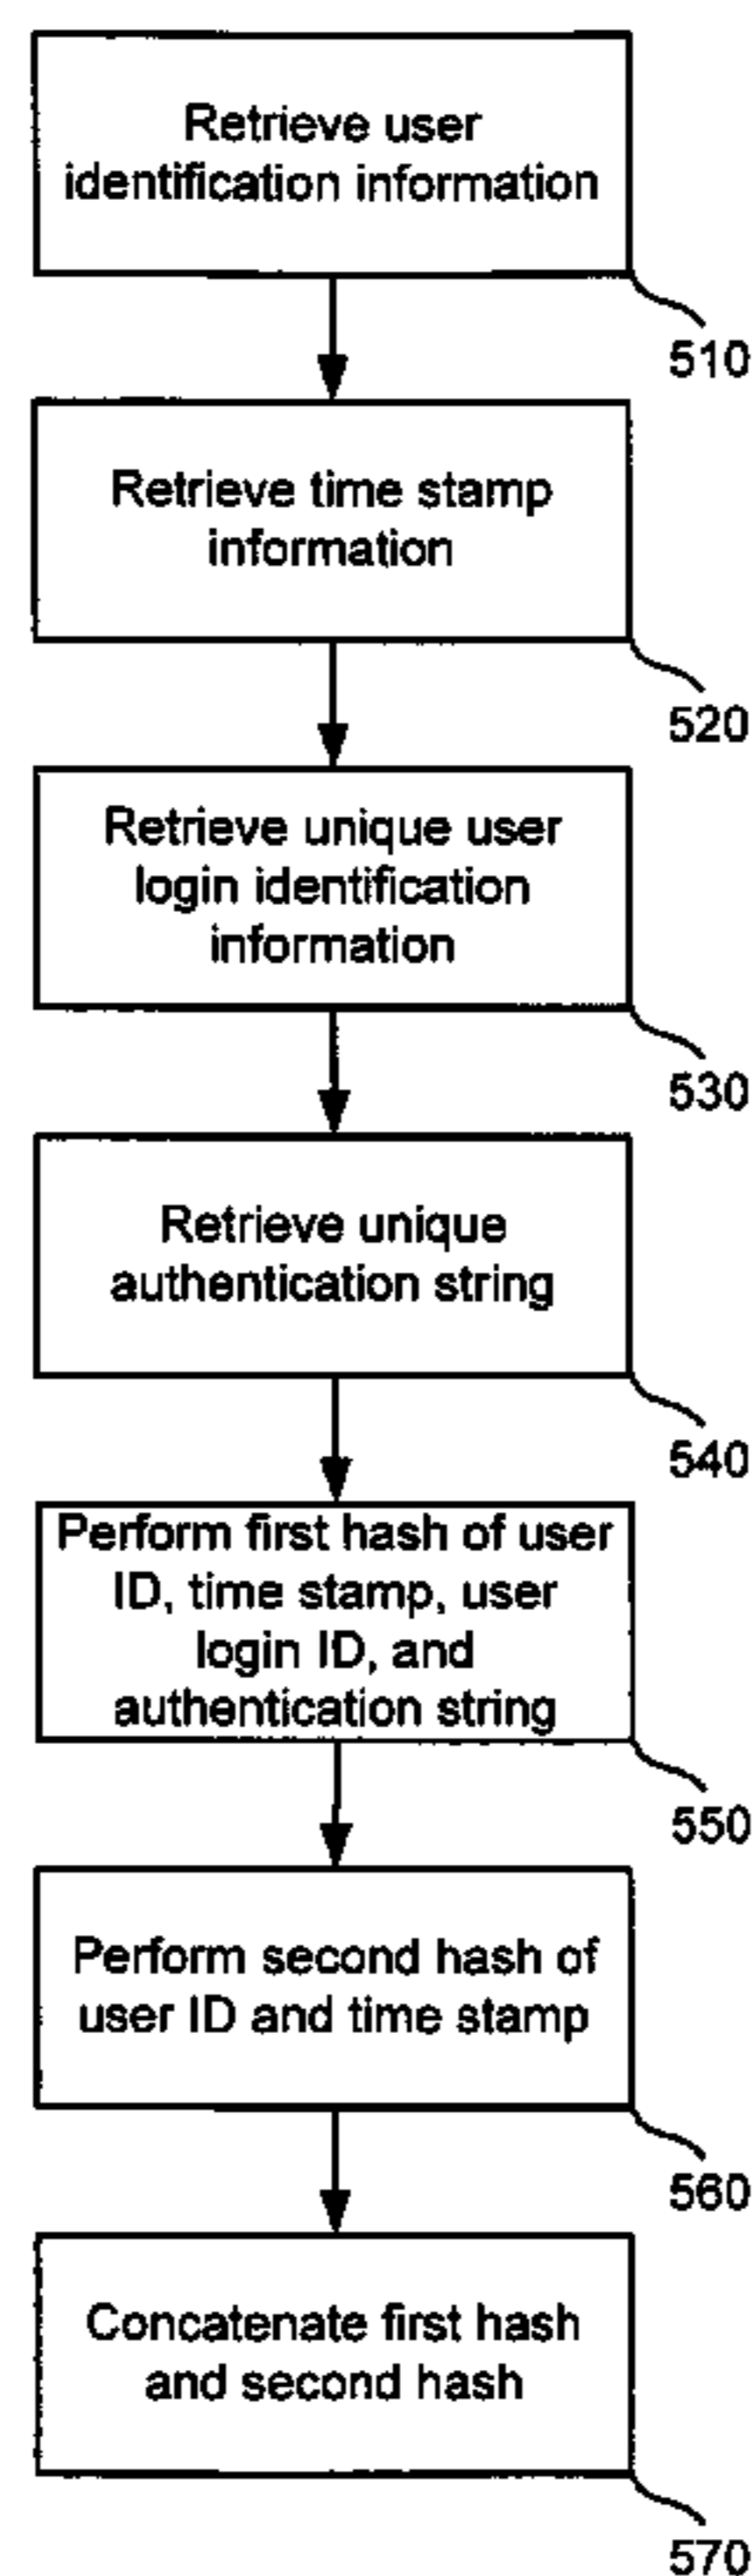 Retrieve user
identification information
510
Retrieve time stamp
information
520
Retrieve unique user
login identification
information
530
Retrieve unique
authentication string
540
Perform first hash of user
ID, time stamp, user
login ID, and
authentication string
550
Perform second hash of
user ID and time stamp
560
Concatenate first hash
and second hash
570